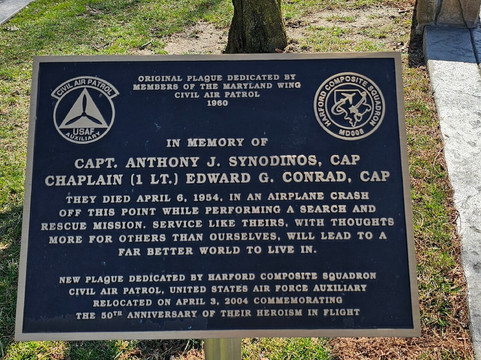 ORIGINAL PLAQUE DEDICATED BY
MEMBERS OF THE MARYLAND WING
CIVIL AIR PATROL
1960
CIVIL AIR PATROL
USAF
AUXILIARY
HARFORD COMPOSITE SQUADRON
MD008
IN MEMORY OF
CAPT. ANTHONY J. SYNODINOS, CAP
CHAPLAIN (1 LT.) EDWARD G. CONRAD, CAP
THEY DIED APRIL 6, 1954, IN AN AIRPLANE CRASH
OFF THIS POINT WHILE PERFORMING A SEARCH AND
RESCUE MISSION. SERVICE LIKE THEIRS, WITH THOUGHTS
MORE FOR OTHERS THAN OURSELVES, WILL LEAD TO A
FAR BETTER WORLD TO LIVE IN.
NEW PLAQUE DEDICATED BY HARFORD COMPOSITE SQUADRON
CIVIL AIR PATROL, UNITED STATES AIR FORCE AUXILIARY
RELOCATED ON APRIL 3, 2004 COMMEMORATING
THE 50TH ANNIVERSARY OF THEIR HEROISM IN FLIGHT